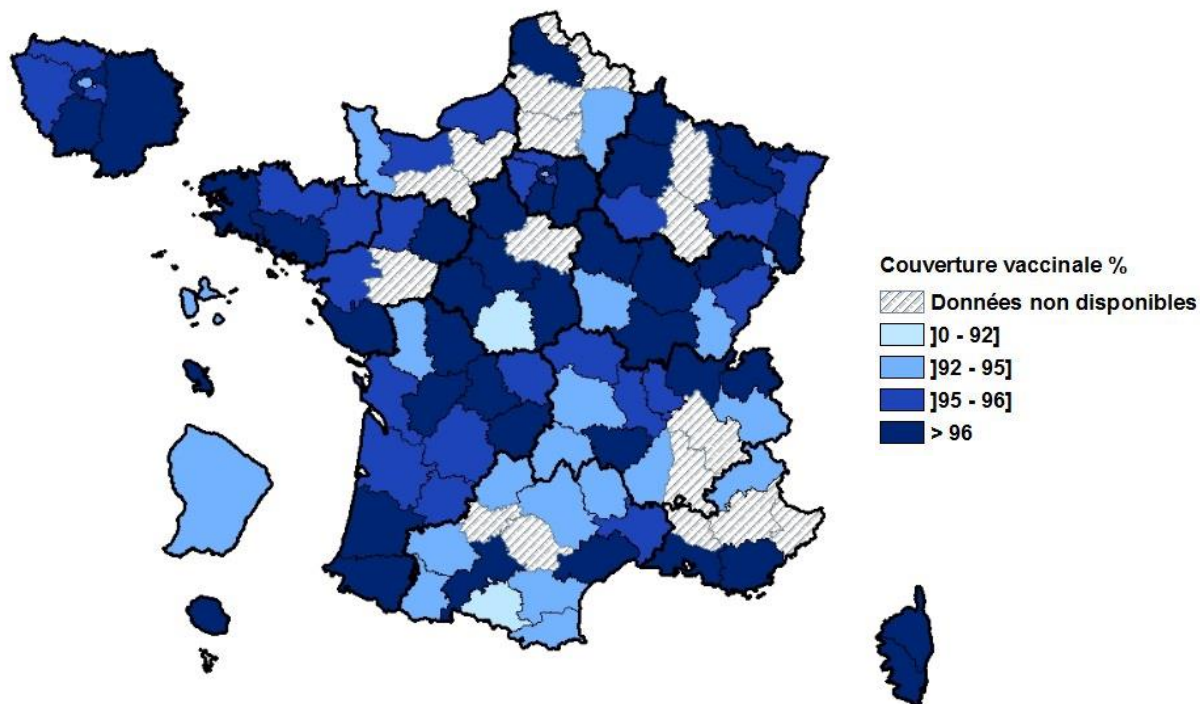 Couverture vaccinale %
Données non disponibles
]0 - 92]
]92 - 95]
]95 - 96]
> 96